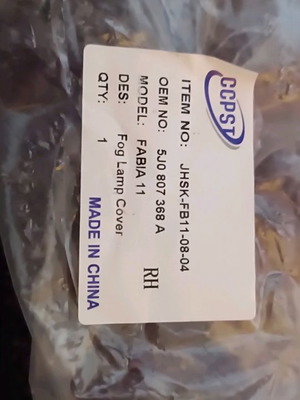 CCPST
ITEM NO: JHSK-FB11-08-04
OEM NO: 5J0 807 368 A
MODEL: FABIA 11
DES: Fog Lamp Cover
QTY: 1
RH
MADE IN CHINA